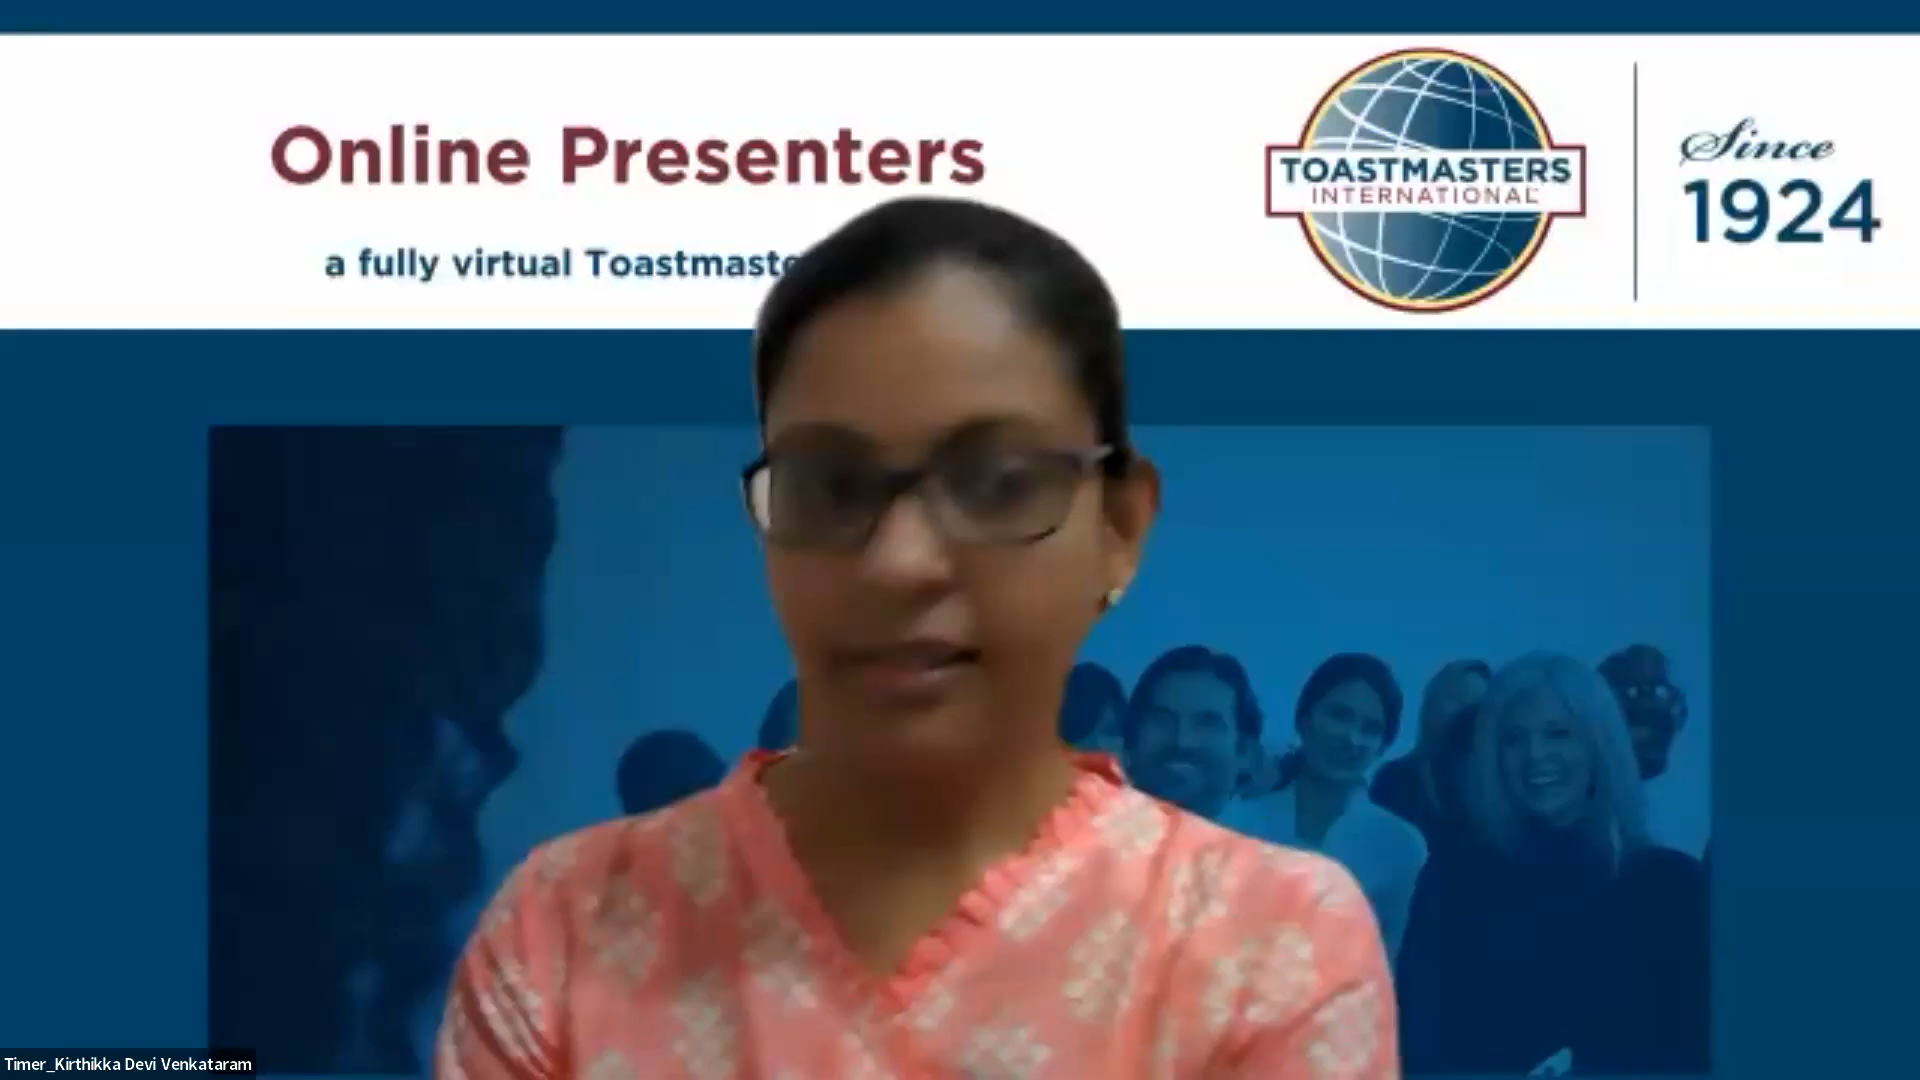 Online Presenters
a fully virtual Toastmaste
TOASTMASTERS
INTERNATIONAL
Since
1924
Timer_Kirthikka Devi Venkataram